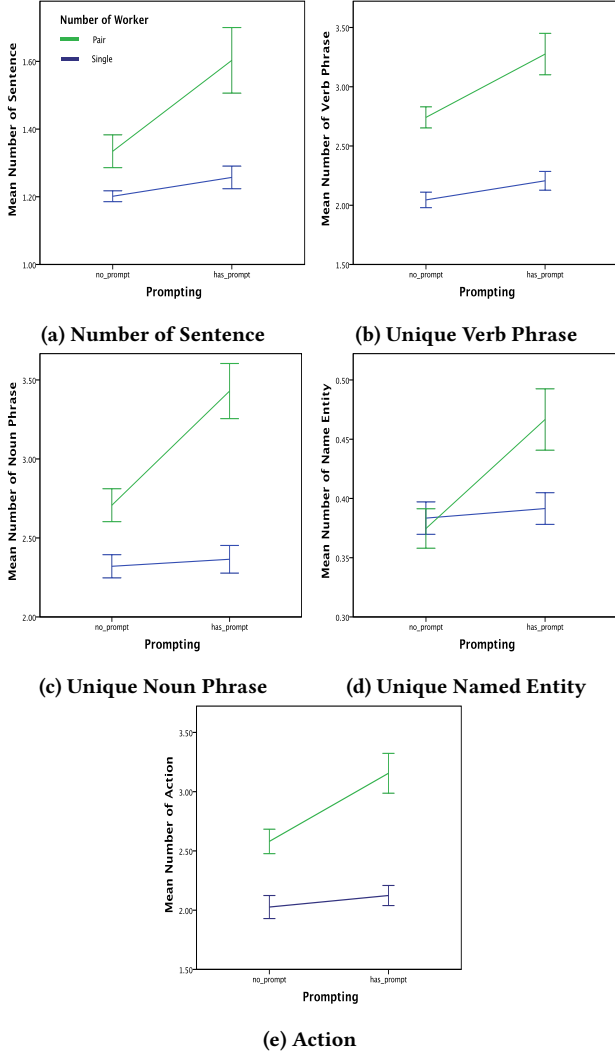 Number of Worker
Pair
Single
Mean Number of Sentence
1.60
1.40
1.20
1.00
no_prompt
has_prompt
Prompting
(a) Number of Sentence
Mean Number of Verb Phrase
3.50
3.00
2.50
2.00
1.50
no_prompt
has_prompt
Prompting
(b) Unique Verb Phrase
Mean Number of Noun Phrase
3.50
3.00
2.50
2.00
no_prompt
has_prompt
Prompting
(c) Unique Noun Phrase
Mean Number of Name Entity
0.50
0.45
0.40
0.35
0.30
no_prompt
has_prompt
Prompting
(d) Unique Named Entity
Mean Number of Action
3.50
3.00
2.50
2.00
1.50
no_prompt
has_prompt
Prompting
(e) Action